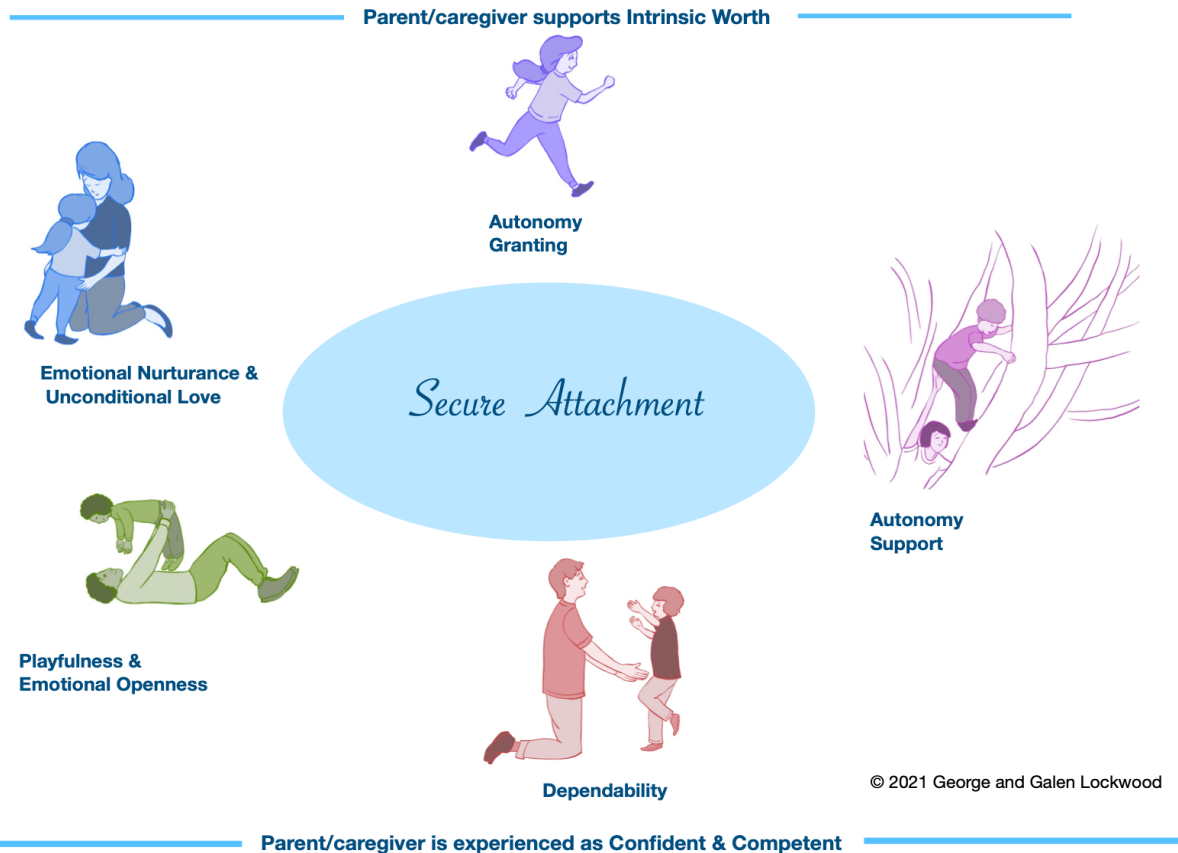 Parent/caregiver supports Intrinsic Worth
Autonomy
Granting
Emotional Nurturance &
Unconditional Love
Secure Attachment
Autonomy
Support
Playfulness &
Emotional Openness
Dependability
© 2021 George and Galen Lockwood
Parent/caregiver is experienced as Confident & Competent